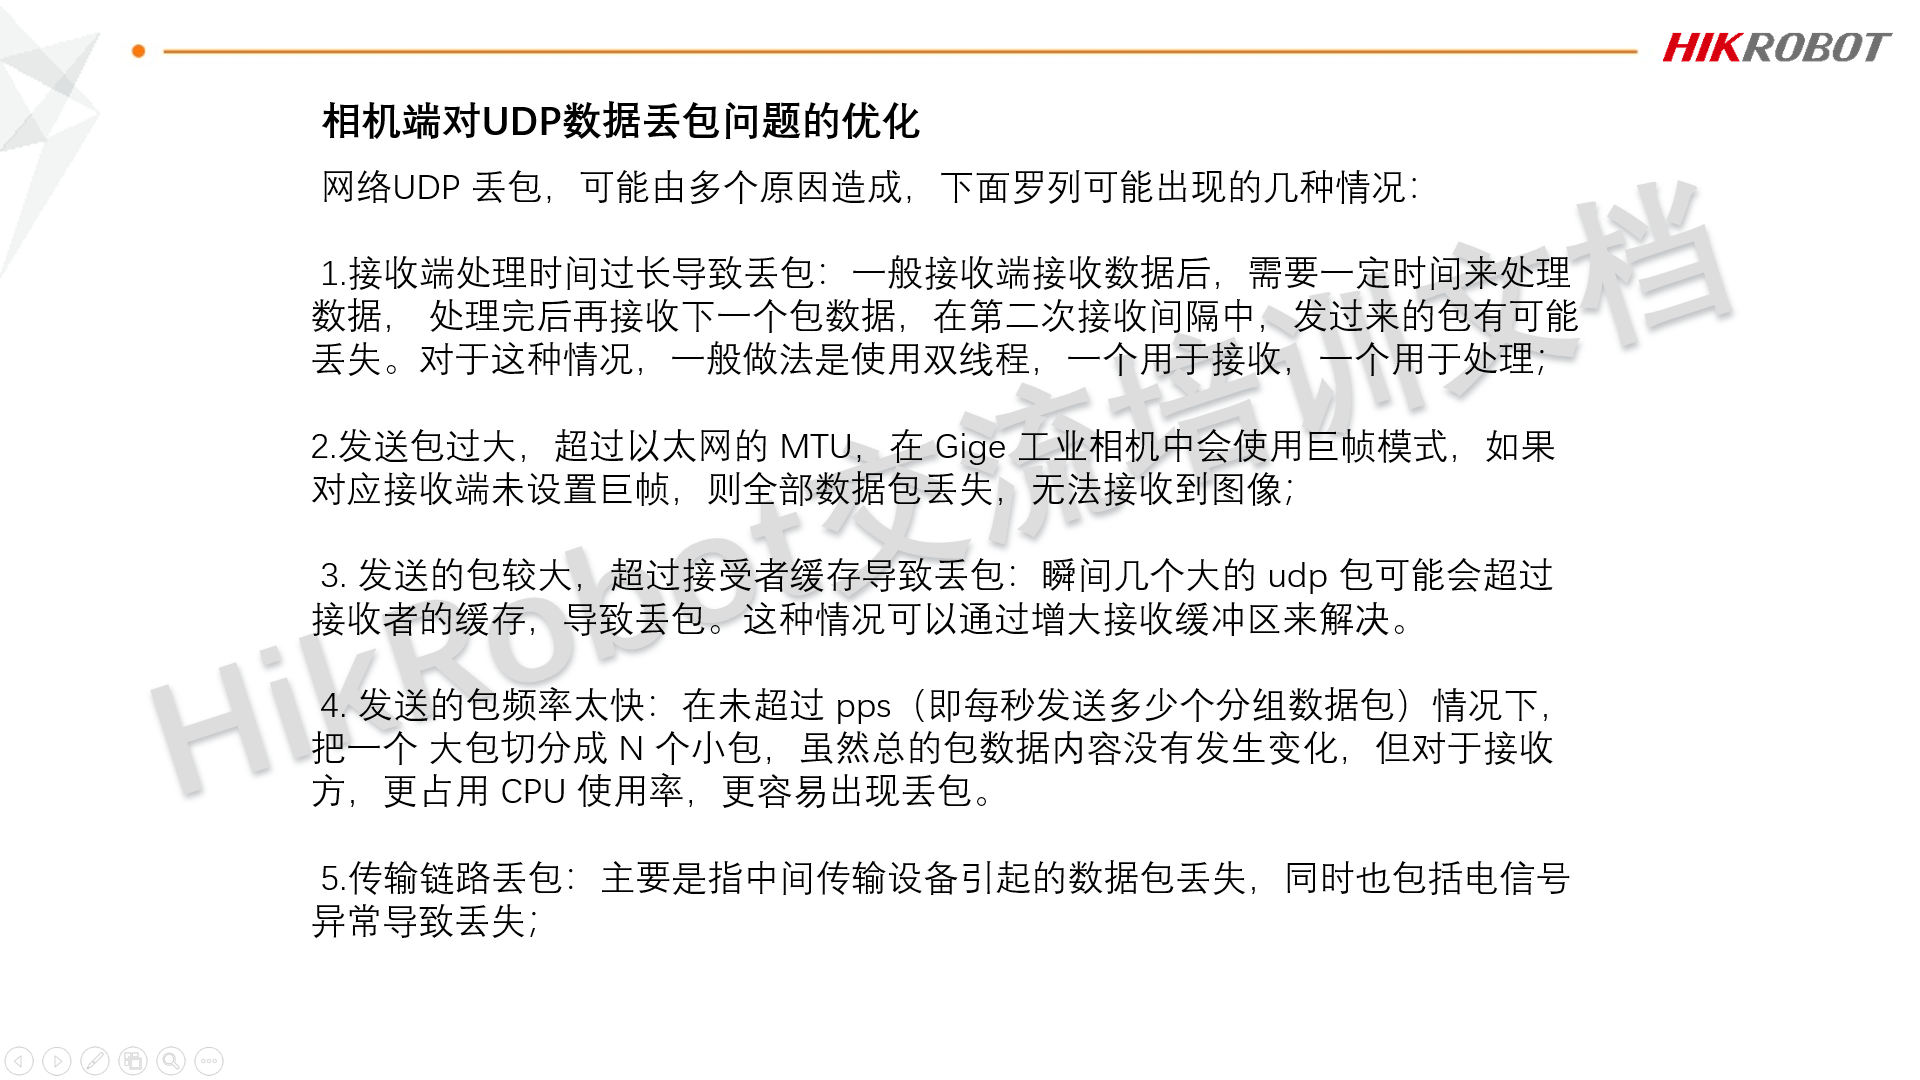 HIKROBOT
相机端对UDP数据丢包问题的优化
网络UDP 丢包，可能由多个原因造成，下面罗列可能出现的几种情况：
1.接收端处理时间过长导致丢包：一般接收端接收数据后，需要一定时间来处理
数据， 处理完后再接收下一个包数据，在第二次接收间隔中，发过来的包有可能
丢失。对于这种情况，一般做法是使用双线程，一个用于接收，一个用于处理；
2.发送包过大，超过以太网的 MTU，在 Gige 工业相机中会使用巨帧模式，如果
对应接收端未设置巨帧，则全部数据包丢失，无法接收到图像；
3. 发送的包较大，超过接受者缓存导致丢包：瞬间几个大的 udp 包可能会超过
接收者的缓存，导致丢包。这种情况可以通过增大接收缓冲区来解决。
4. 发送的包频率太快：在未超过 pps（即每秒发送多少个分组数据包）情况下，
把一个 大包切分成 N 个小包，虽然总的包数据内容没有发生变化，但对于接收
方，更占用 CPU 使用率，更容易出现丢包。
5.传输链路丢包：主要是指中间传输设备引起的数据包丢失，同时也包括电信号
异常导致丢失；
HikRobot交流培训文档